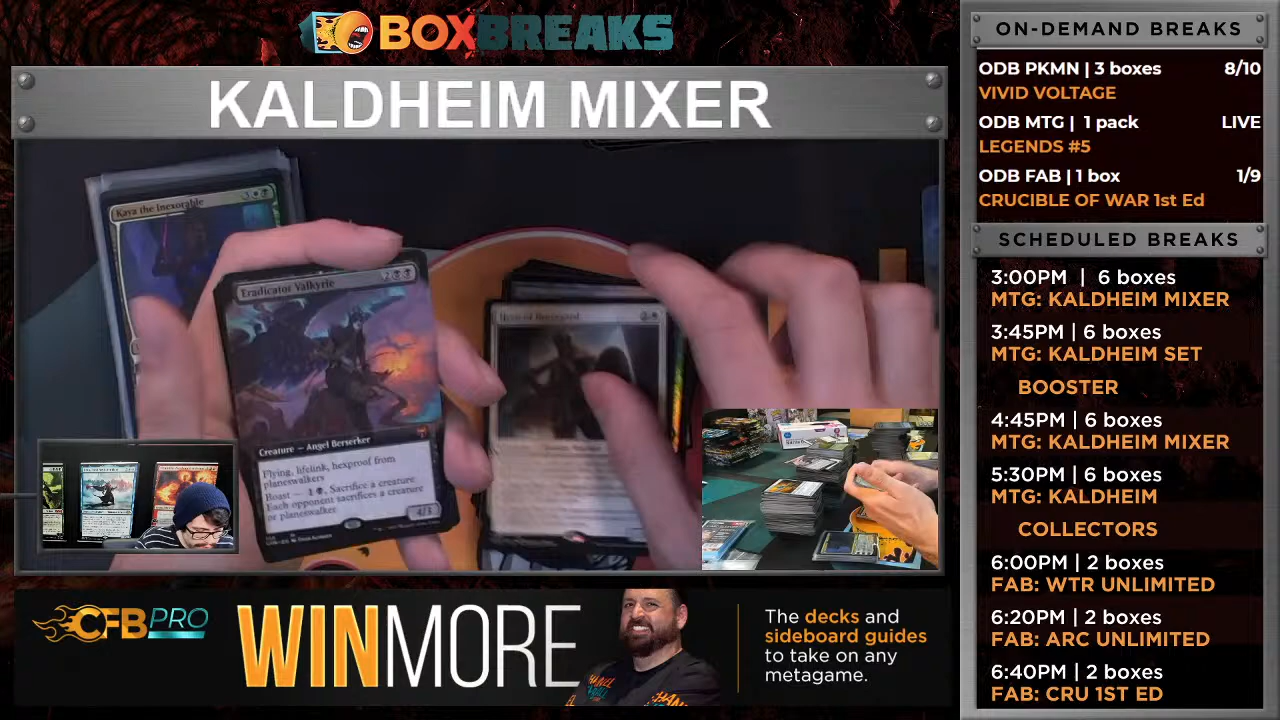 BOXBREAKS
KALDHEIM MIXER
Kaya the Inexorable
Eradicator Valkyrie
2
Creature — Angel Berserker
Flying, lifelink, hexproof from
planeswalkers
Boast — 1, Sacrifice a creature
Each opponent sacrifices a creature
or planeswalker
4/3
CFBPRO
WINMORE
The decks and
sideboard guides
to take on any
metagame.
ON-DEMAND BREAKS
ODB PKMN | 3 boxes 8/10
VIVID VOLTAGE
ODB MTG | 1 pack LIVE
LEGENDS #5
ODB FAB | 1 box 1/9
CRUCIBLE OF WAR 1st Ed
SCHEDULED BREAKS
3:00PM | 6 boxes
MTG: KALDHEIM MIXER
3:45PM | 6 boxes
MTG: KALDHEIM SET
BOOSTER
4:45PM | 6 boxes
MTG: KALDHEIM MIXER
5:30PM | 6 boxes
MTG: KALDHEIM
COLLECTORS
6:00PM | 2 boxes
FAB: WTR UNLIMITED
6:20PM | 2 boxes
FAB: ARC UNLIMITED
6:40PM | 2 boxes
FAB: CRU 1ST ED